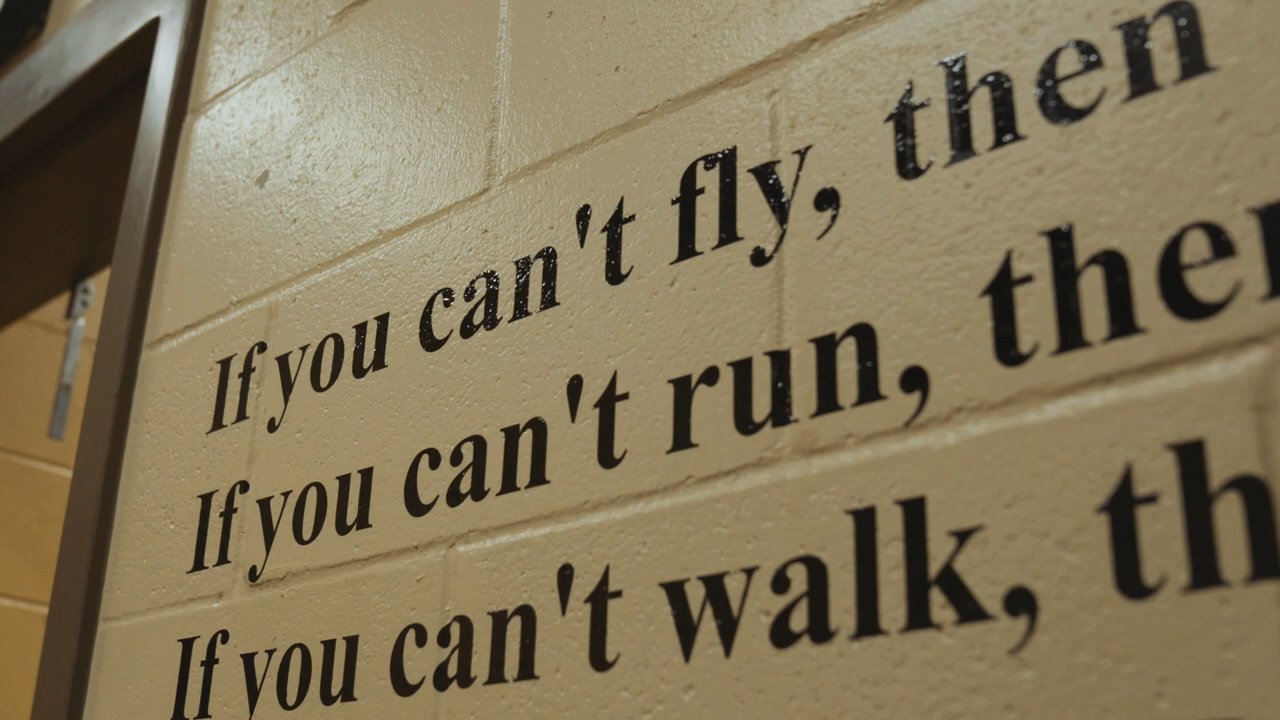 If you can't fly, then
If you can't run, then
If you can't walk, th